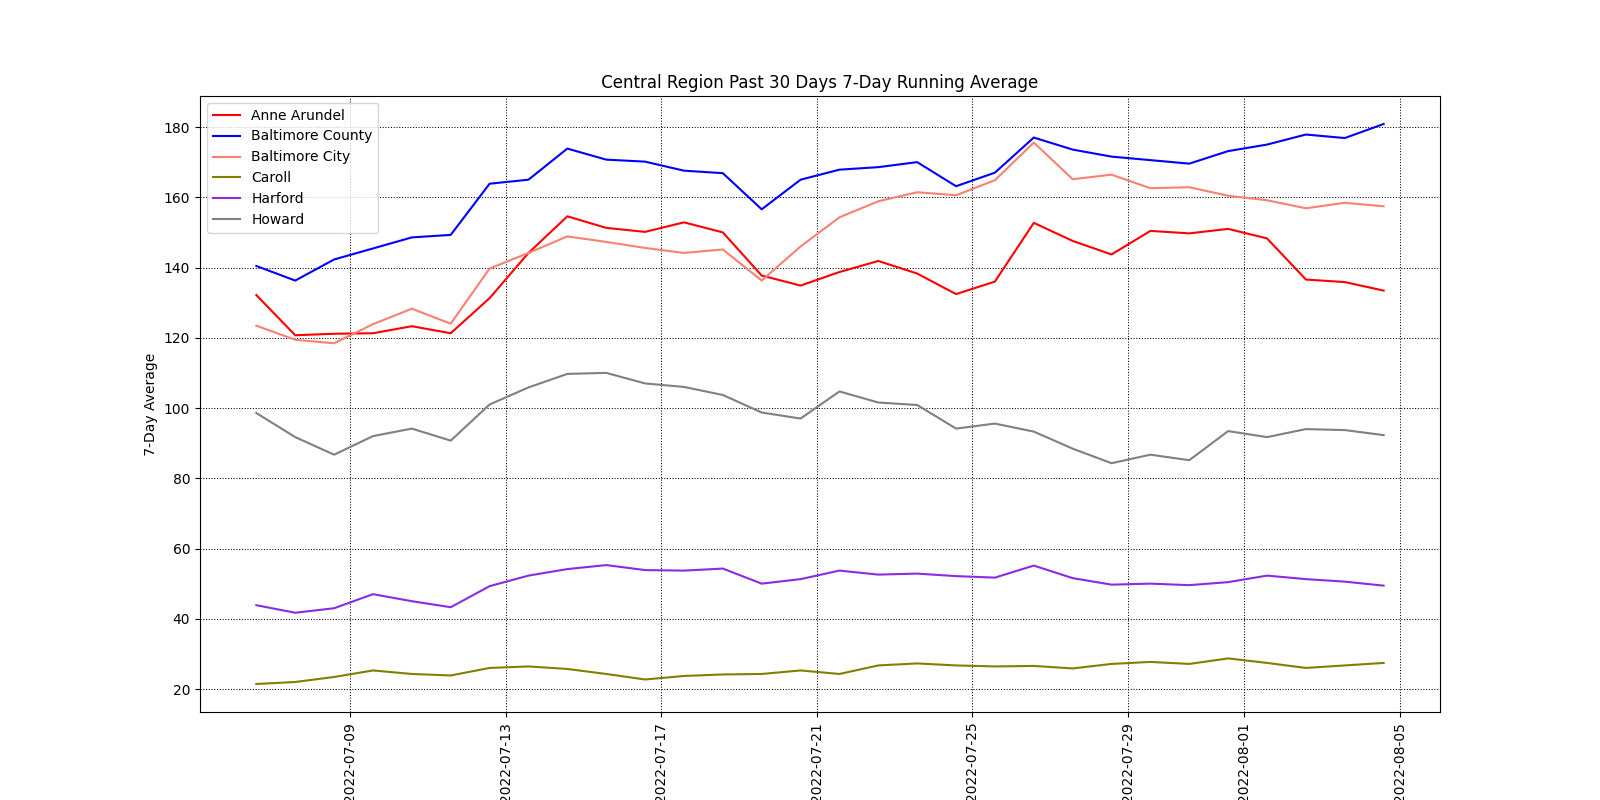 Central Region Past 30 Days 7-Day Running Average
Anne Arundel
Baltimore County
Baltimore City
Caroll
Harford
Howard
7-Day Average
180
160
140
120
100
80
60
40
20
2022-07-09
2022-07-13
2022-07-17
2022-07-21
2022-07-25
2022-07-29
2022-08-01
2022-08-05